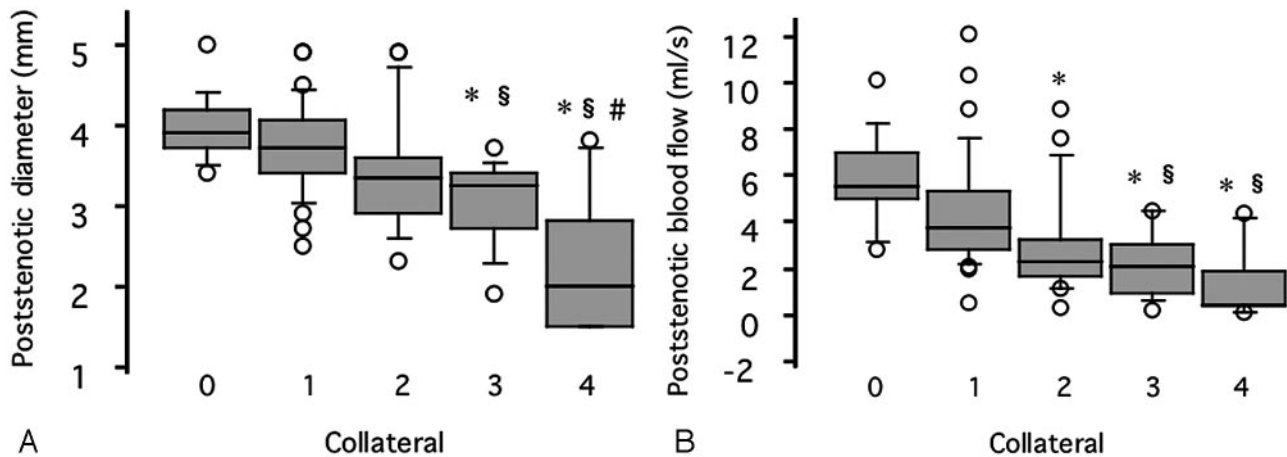 Poststenotic diameter (mm)
5
4
3
2
1
* §
* § #
0 1 2 3 4
A
Collateral
Poststenotic blood flow (ml/s)
12
10
8
6
4
2
0
-2
*
* §
* §
0 1 2 3 4
B
Collateral